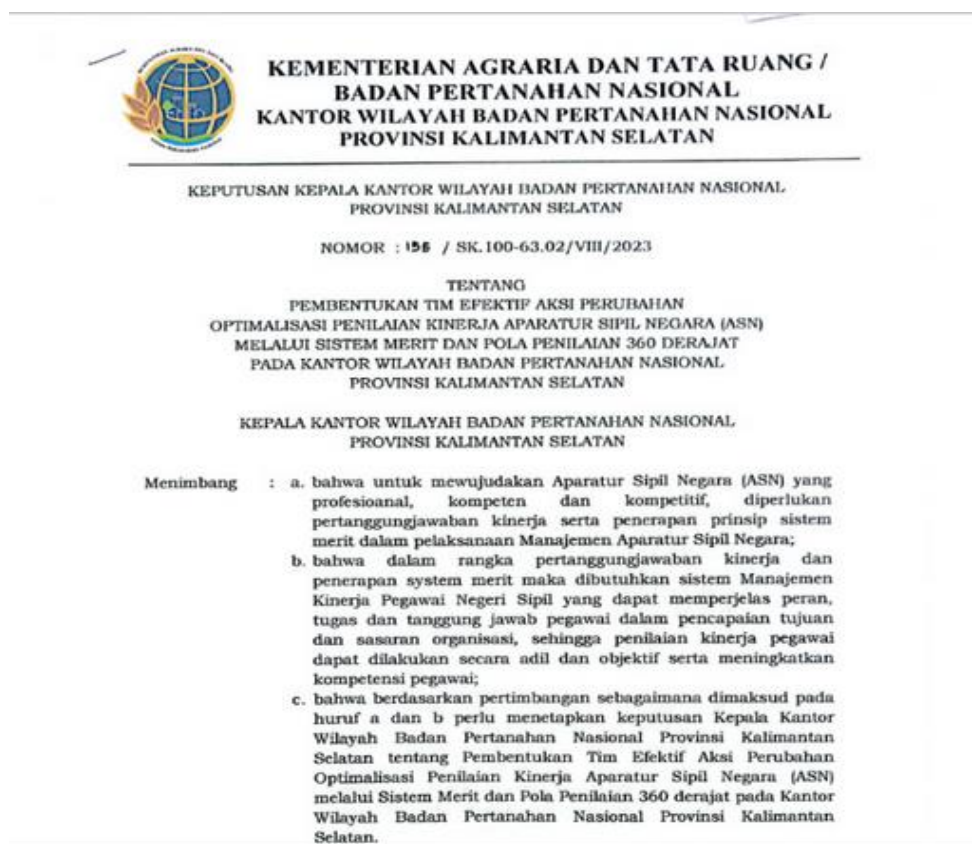 KEMENTERIAN AGRARIA DAN TATA RUANG /
BADAN PERTANAHAN NASIONAL
KANTOR WILAYAH BADAN PERTANAHAN NASIONAL
PROVINSI KALIMANTAN SELATAN
KEPUTUSAN KEPALA KANTOR WILAYAH BADAN PERTANAHAN NASIONAL
PROVINSI KALIMANTAN SELATAN
NOMOR : / SK.100-63.02/VIII/2023
TENTANG
PEMBENTUKAN TIM EFEKTIF AKSI PERUBAHAN
OPTIMALISASI PENILAIAN KINERJA APARATUR SIPIL NEGARA (ASN)
MELALUI SISTEM MERIT DAN POLA PENILAIAN 360 DERAJAT
PADA KANTOR WILAYAH BADAN PERTANAHAN NASIONAL
PROVINSI KALIMANTAN SELATAN
KEPALA KANTOR WILAYAH BADAN PERTANAHAN NASIONAL
PROVINSI KALIMANTAN SELATAN
Menimbang : a. bahwa untuk mewujudakan Aparatur Sipil Negara (ASN) yang
profesioanal, kompeten dan kompetitif, diperlukan
pertanggungjawaban kinerja serta penerapan prinsip sistem
merit dalam pelaksanaan Manajemen Aparatur Sipil Negara;
b. bahwa dalam rangka pertanggungjawaban kinerja dan
penerapan system merit maka dibutuhkan sistem Manajemen
Kinerja Pegawai Negeri Sipil yang dapat memperjelas peran,
tugas dan tanggung jawab pegawai dalam pencapaian tujuan
dan sasaran organisasi, sehingga penilaian kinerja pegawai
dapat dilakukan secara adil dan objektif serta meningkatkan
kompetensi pegawai;
c. bahwa berdasarkan pertimbangan sebagaimana dimaksud pada
huruf a dan b perlu menetapkan keputusan Kepala Kantor
Wilayah Badan Pertanahan Nasional Provinsi Kalimantan
Selatan tentang Pembentukan Tim Efektif Aksi Perubahan
Optimalisasi Penilaian Kinerja Aparatur Sipil Negara (ASN)
melalui Sistem Merit dan Pola Penilaian 360 derajat pada Kantor
Wilayah Badan Pertanahan Nasional Provinsi Kalimantan
Selatan.